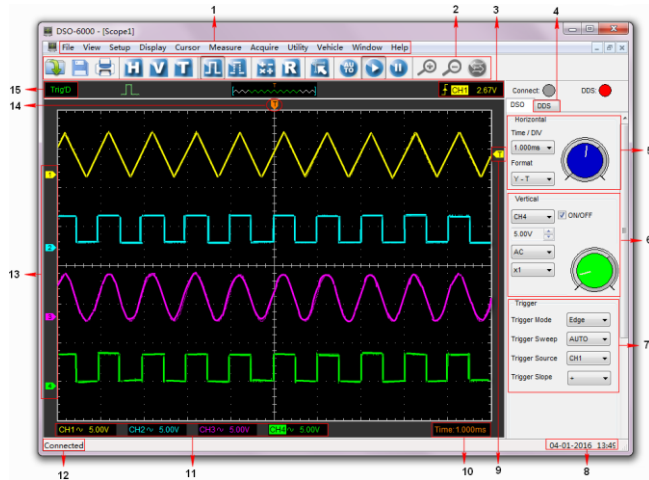 1 2 3 4
DSO-6000 - [Scope1]
File View Setup Display Cursor Measure Acquire Utility Vehicle Window Help
H V T R AUTO
15 Trig'D T CH1 2.67V Connect: DDS:
14 T DSO DDS
Horizontal
Time / DIV
5
1.000ms
T
Format
1
Y - T
Vertical
CH4 ON/OFF
5.00V
6
2
AC
13
x1
Trigger
3
Trigger Mode Edge
Trigger Sweep AUTO
7
Trigger Source CH1
4
Trigger Slope +
CH1~ 5.00V CH2~ 5.00V CH3~ 5.00V CH4~ 5.00V Time:1.000ms
Connected 04-01-2016 13:49
12 11 10 9 8